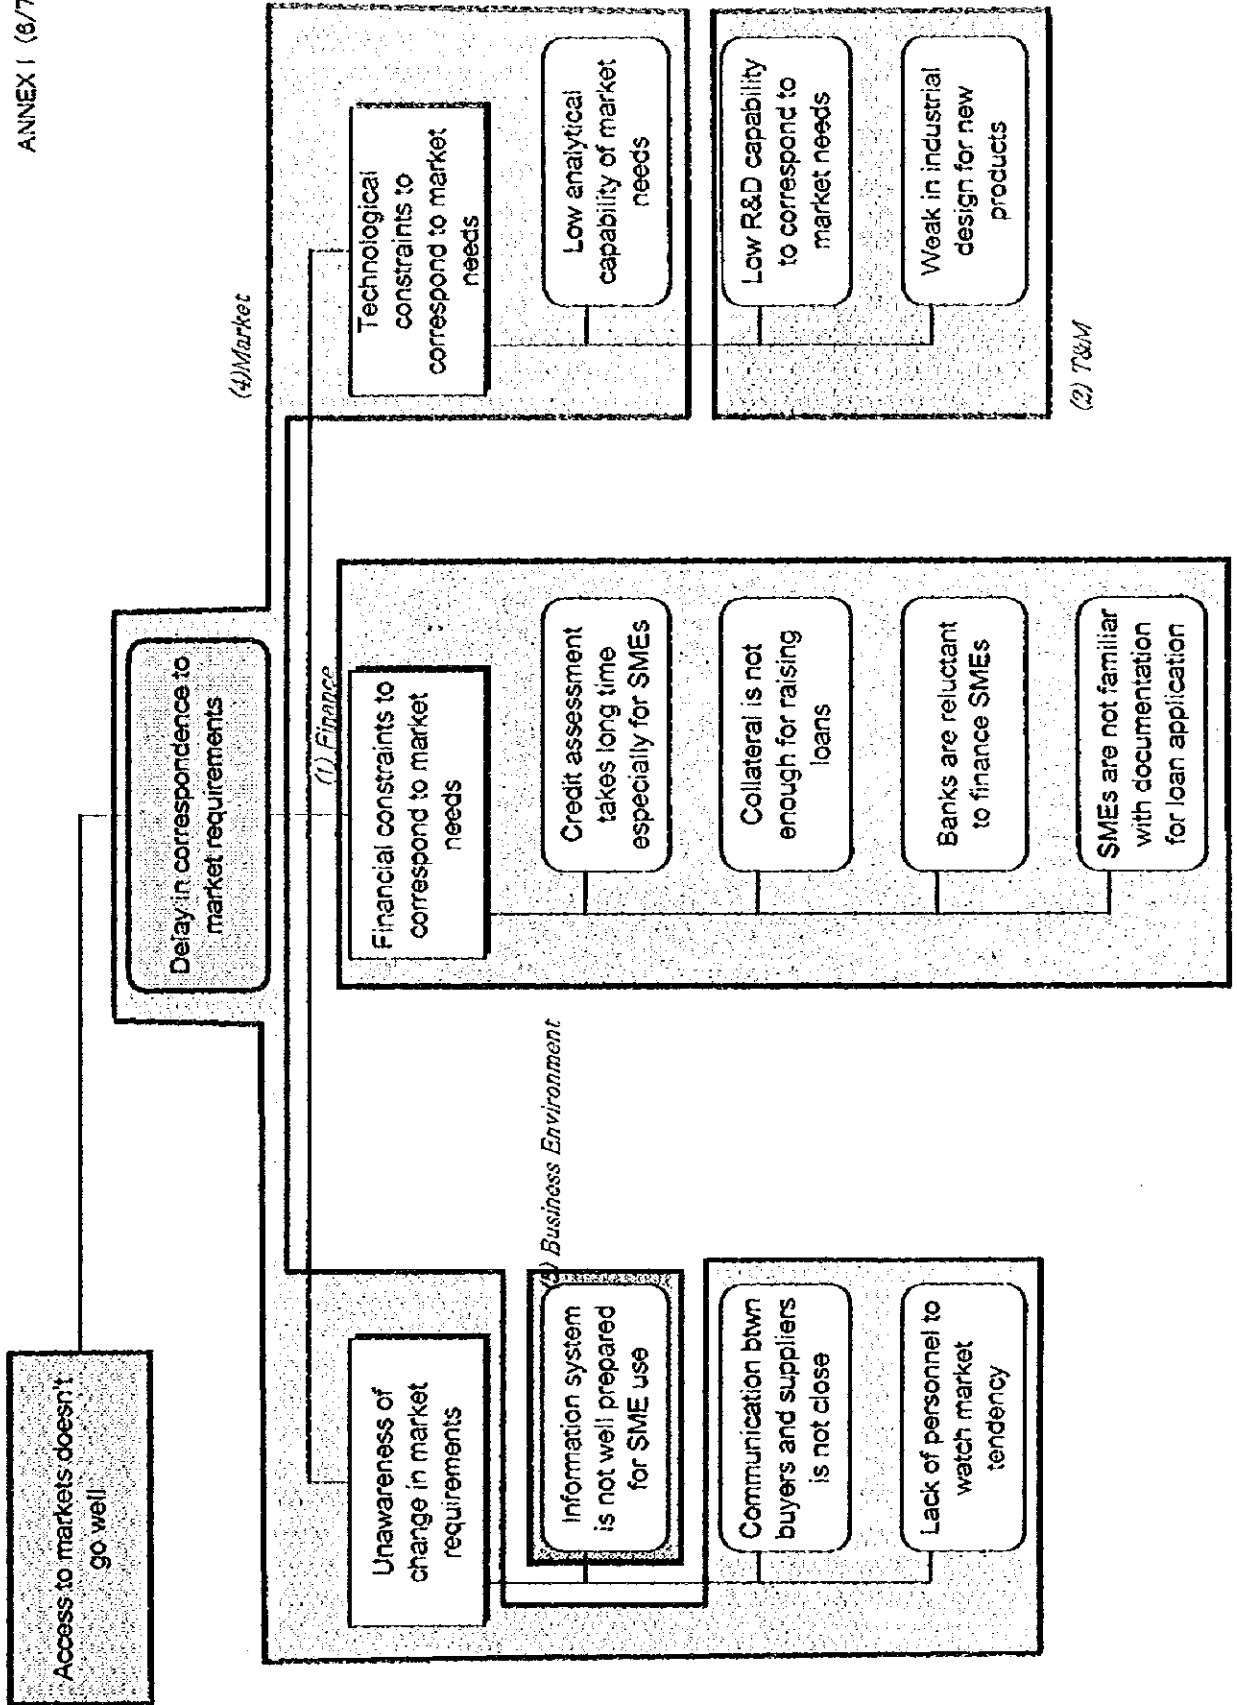 ANNEX I (6/7
Access to markets doesn't
go well
Delay in correspondence to
market requirements
(4)Market
(1) Finance
Unawareness of
change in market
requirements
Financial constraints to
correspond to market
needs
Technological
constraints to
correspond to market
needs
(5) Business Environment
Information system
is not well prepared
for SME use
Communication btwn
buyers and suppliers
is not close
Lack of personnel to
watch market
tendency
Credit assessment
takes long time
especially for SMEs
Collateral is not
enough for raising
loans
Banks are reluctant
to finance SMEs
SMEs are not familiar
with documentation
for loan application
Low analytical
capability of market
needs
Low R&D capability
to correspond to
market needs
Weak in industrial
design for new
products
(2) T&M